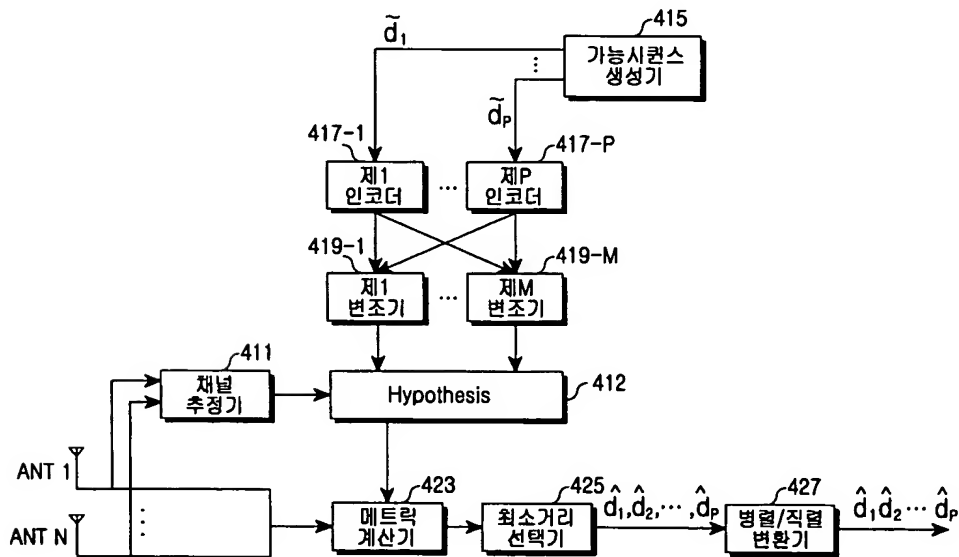 415
d̃₁
가능시퀀스
생성기
⋮
d̃ₚ
417-1
417-P
제1
인코더
...
제P
인코더
419-1
419-M
제1
변조기
...
제M
변조기
411
채널
추정기
Hypothesis
412
ANT 1
423
425
427
메트릭
계산기
최소거리
선택기
d̂₁,d̂₂,⋯,d̂ₚ
병렬/직렬
변환기
d̂₁d̂₂⋯d̂ₚ
⋮
ANT N